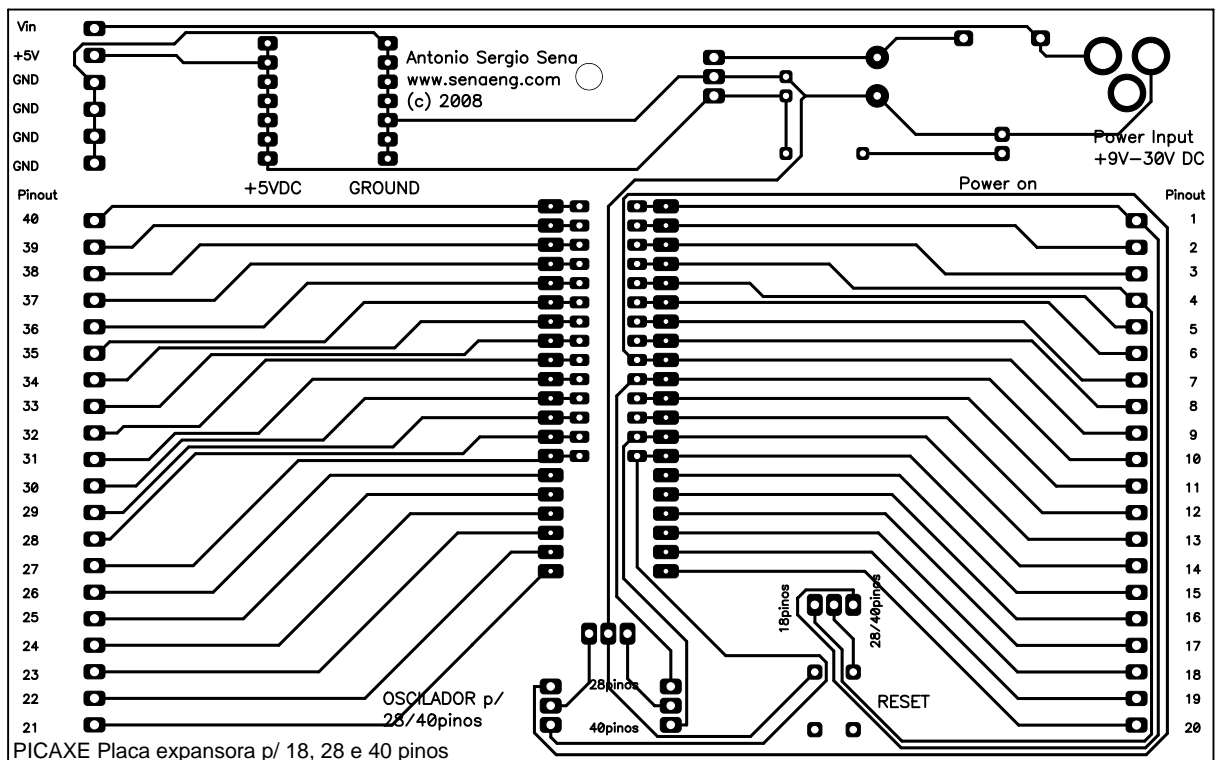 Vin
+5V
GND
GND
GND
GND
Antonio Sergio Sena
www.senaeng.com
(c) 2008
Power Input
+9V-30V DC
+5VDC
GROUND
Power on
Pinout
40
39
38
37
36
35
34
33
32
31
30
29
28
27
26
25
24
23
22
21
Pinout
1
2
3
4
5
6
7
8
9
10
11
12
13
14
15
16
17
18
19
20
18pinos
28/40pinos
28pinos
40pinos
OSCILADOR p/
28/40pinos
RESET
PICAXE Placa expansora p/ 18, 28 e 40 pinos